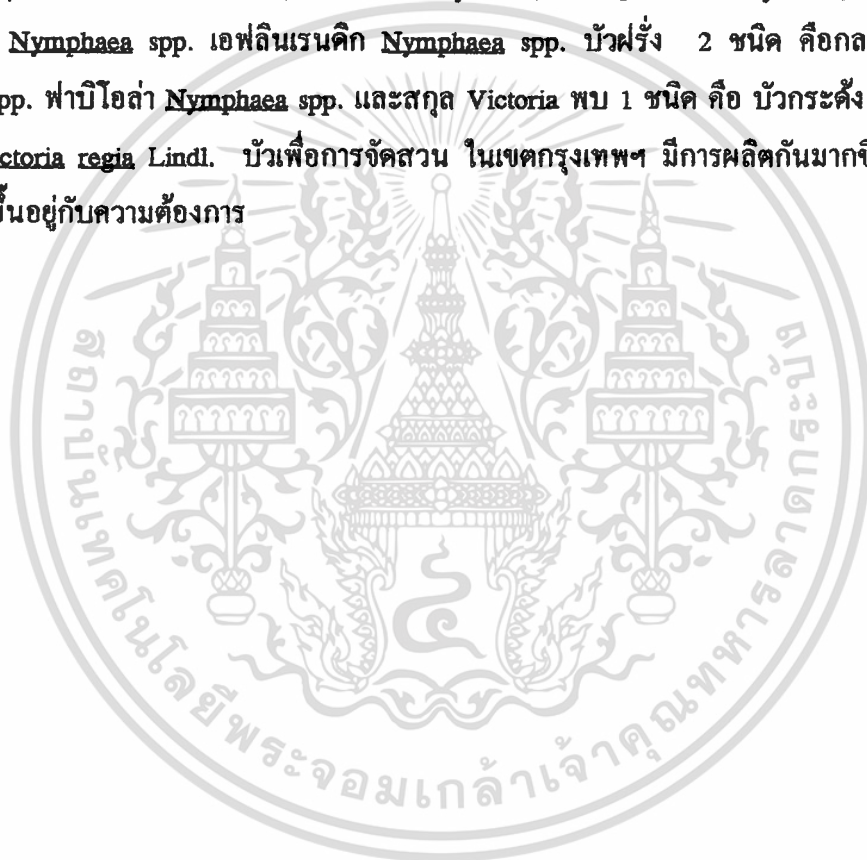 Nymphaea spp. เอฟลินเรนดิก Nymphaea spp. บัวฝรั่ง 2 ชนิด คือกล
pp. ฟาบิโอล่า Nymphaea spp. และสกุล Victoria พบ 1 ชนิด คือ บัวกระด้ง
ctoria regia Lindl. บัวเพื่อการจัดสวน ในเขตกรุงเทพฯ มีการผลิตกันมากขึ
ขึ้นอยู่กับความต้องการ
สถาบันเทคโนโลยีพระจอมเกล้าเจ้าคุณทหารลาดกระบัง
๔